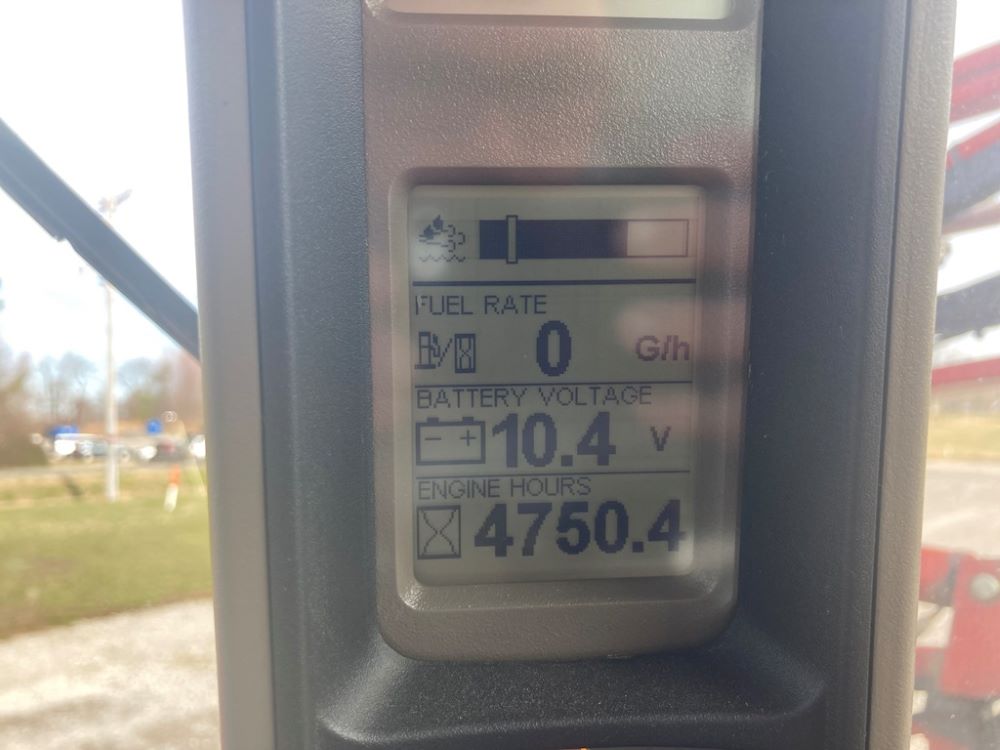 FUEL RATE
0 G/h
BATTERY VOLTAGE
- + 10.4 V
ENGINE HOURS
4750.4